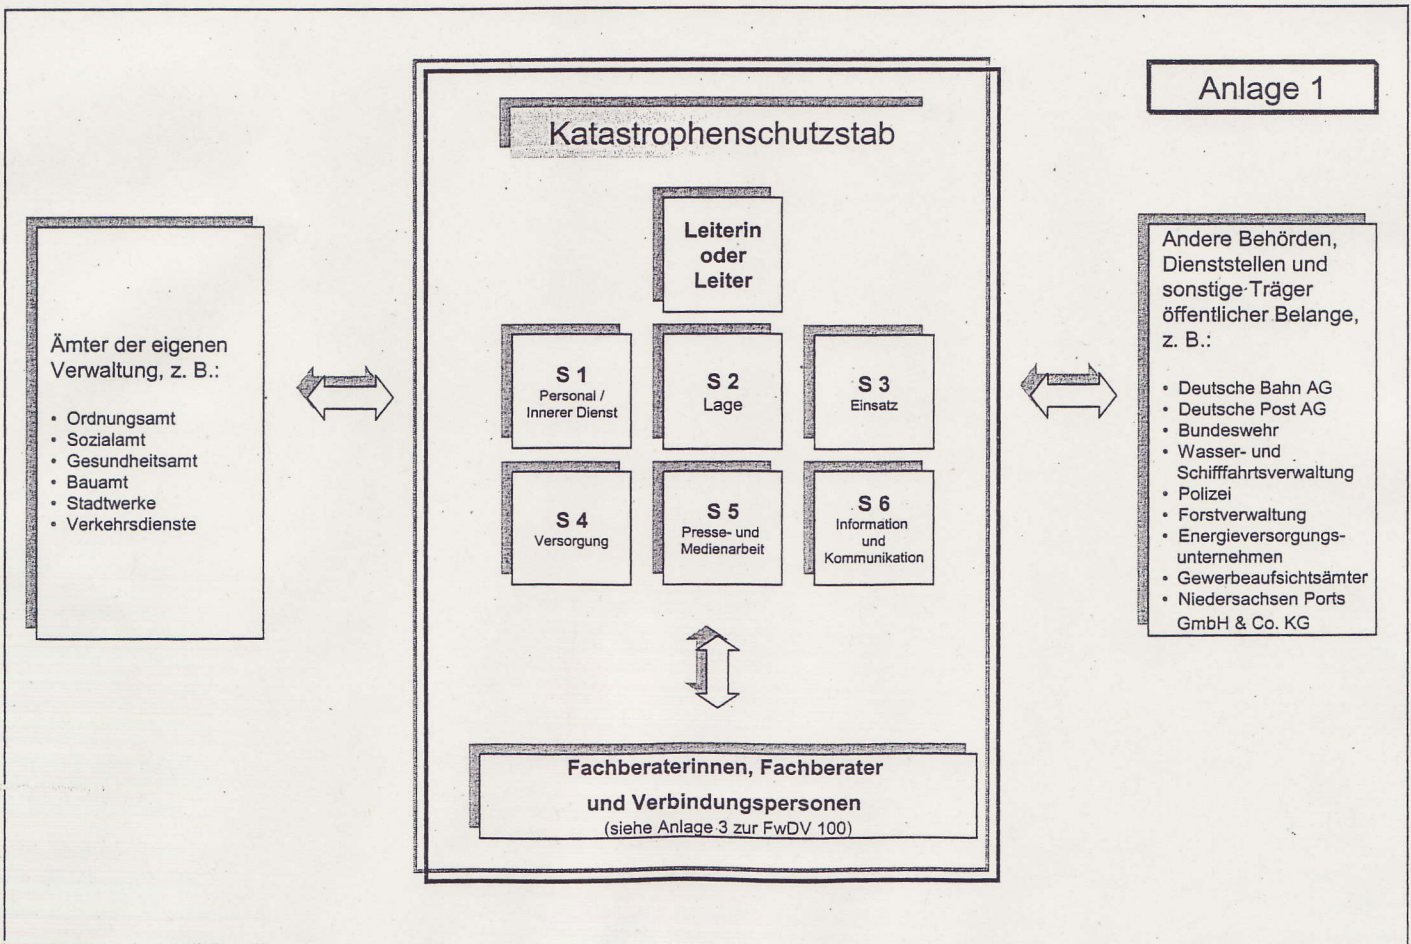 Anlage 1
Katastrophenschutzstab
Leiterin
oder
Leiter
Ämter der eigenen
Verwaltung, z. B.:
• Ordnungsamt
• Sozialamt
• Gesundheitsamt
• Bauamt
• Stadtwerke
• Verkehrsdienste
S 1
Personal /
Innerer Dienst
S 2
Lage
S 3
Einsatz
S 4
Versorgung
S 5
Presse- und
Medienarbeit
S 6
Information
und
Kommunikation
Fachberaterinnen, Fachberater
und Verbindungspersonen
(siehe Anlage 3 zur FwDV 100)
Andere Behörden,
Dienststellen und
sonstige Träger
öffentlicher Belange,
z. B.:
• Deutsche Bahn AG
• Deutsche Post AG
• Bundeswehr
• Wasser- und
Schifffahrtsverwaltung
• Polizei
• Forstverwaltung
• Energieversorgungs-
unternehmen
• Gewerbeaufsichtsämter
• Niedersachsen Ports
GmbH & Co. KG